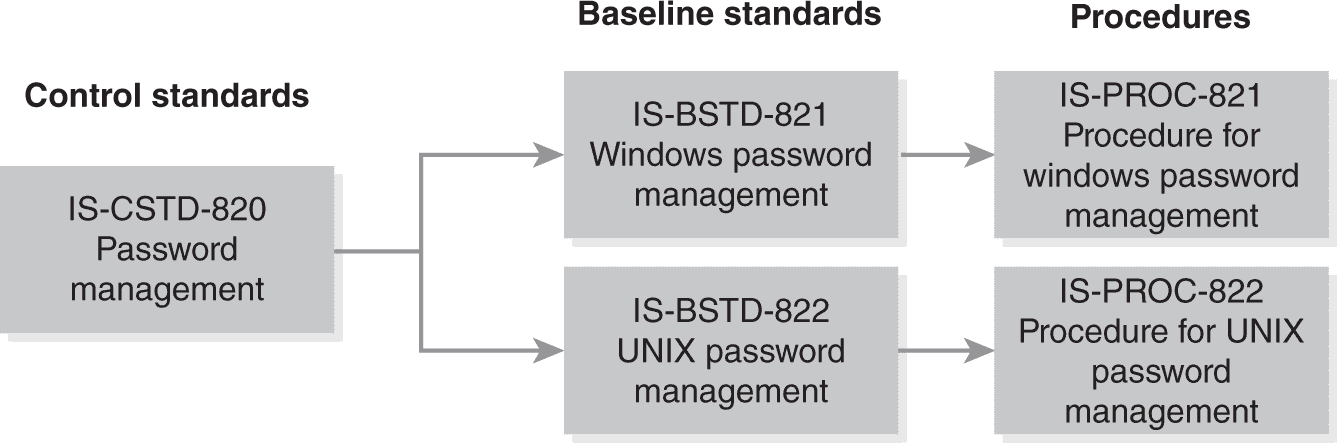 Control standards
IS-CSTD-820
Password
management
Baseline standards
IS-BSTD-821
Windows password
management
IS-BSTD-822
UNIX password
management
Procedures
IS-PROC-821
Procedure for
windows password
management
IS-PROC-822
Procedure for UNIX
password
management